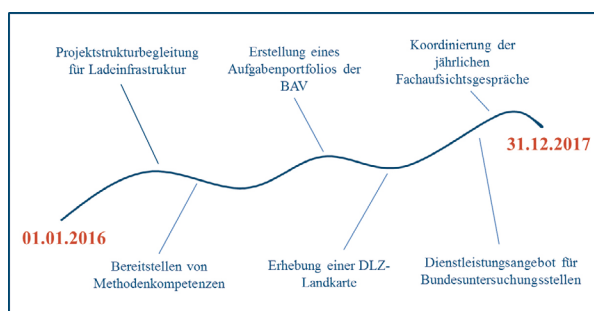 Projektstrukturbegleitung
für Ladeinfrastruktur
Erstellung eines
Aufgabenportfolios der
BAV
Koordinierung der
jährlichen
Fachaufsichtsgespräche
31.12.2017
01.01.2016
Bereitstellen von
Methodenkompetenzen
Erhebung einer DLZ-
Landkarte
Dienstleistungsangebot für
Bundesuntersuchungsstellen